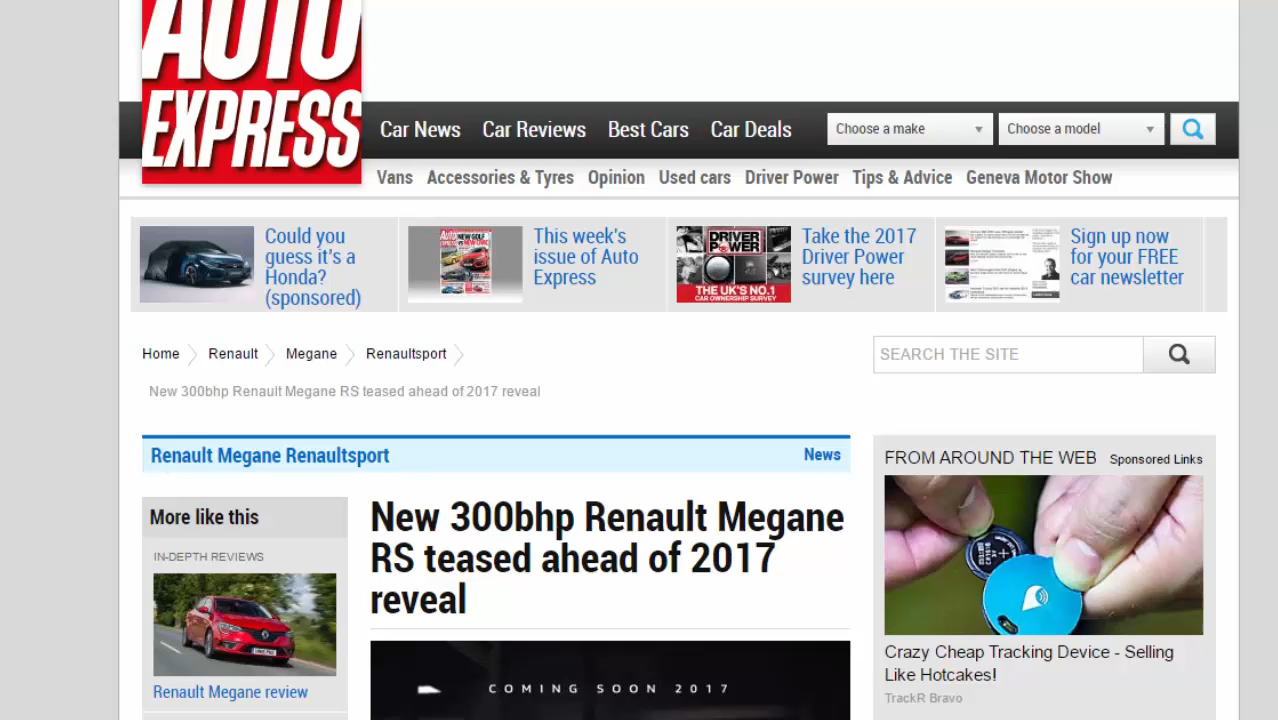 AUTO
EXPRESS
Car News Car Reviews Best Cars Car Deals Choose a make Choose a model
Vans Accessories & Tyres Opinion Used cars Driver Power Tips & Advice Geneva Motor Show
Could you
guess it's a
Honda?
(sponsored)
This week's
issue of Auto
Express
DRIVER
POWER
THE UK'S NO.1
CAR OWNERSHIP SURVEY
Take the 2017
Driver Power
survey here
Sign up now
for your FREE
car newsletter
Home Renault Megane Renaultsport
SEARCH THE SITE
New 300bhp Renault Megane RS teased ahead of 2017 reveal
Renault Megane Renaultsport News
More like this
IN-DEPTH REVIEWS
Renault Megane review
New 300bhp Renault Megane
RS teased ahead of 2017
reveal
COMING SOON 2017
FROM AROUND THE WEB Sponsored Links
Crazy Cheap Tracking Device - Selling
Like Hotcakes!
TrackR Bravo